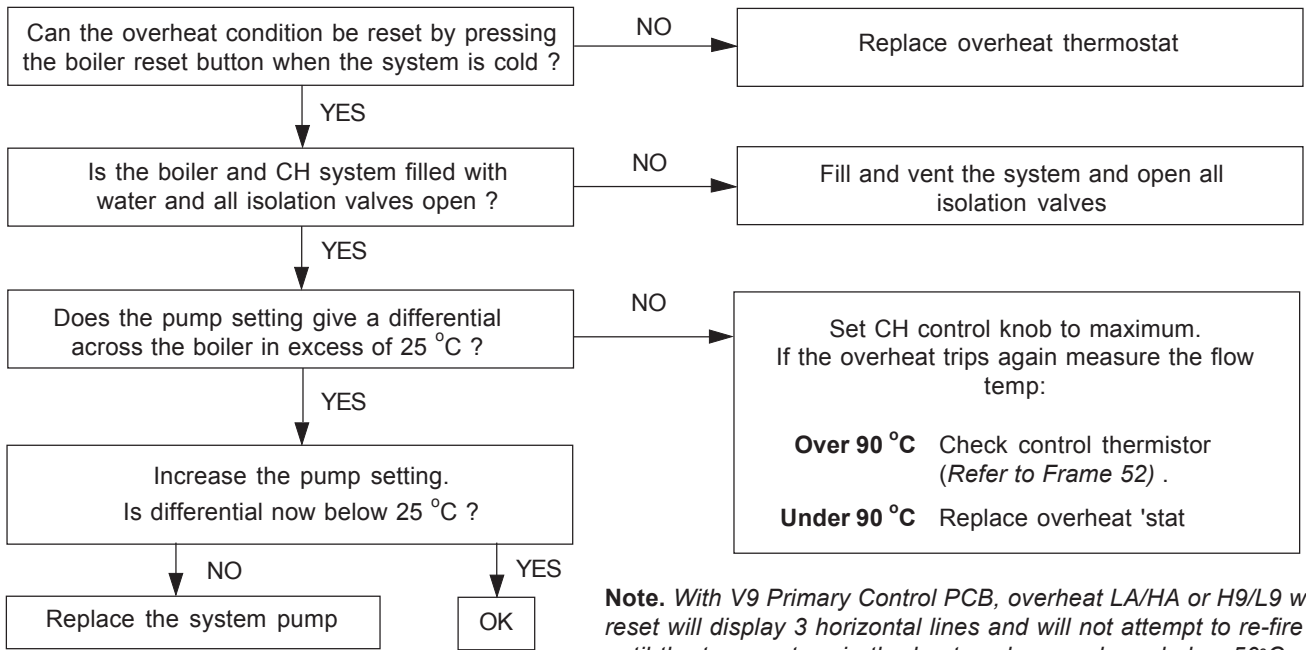 Can the overheat condition be reset by pressing
the boiler reset button when the system is cold ?
NO
Replace overheat thermostat
YES
Is the boiler and CH system filled with
water and all isolation valves open ?
NO
Fill and vent the system and open all
isolation valves
YES
Does the pump setting give a differential
across the boiler in excess of 25 °C ?
NO
Set CH control knob to maximum.
If the overheat trips again measure the flow
temp:
Over 90 °C Check control thermistor
(Refer to Frame 52) .
Under 90 °C Replace overheat 'stat
YES
Increase the pump setting.
Is differential now below 25 °C ?
NO
YES
Replace the system pump
OK
Note. With V9 Primary Control PCB, overheat LA/HA or H9/L9 w
reset will display 3 horizontal lines and will not attempt to re-fire